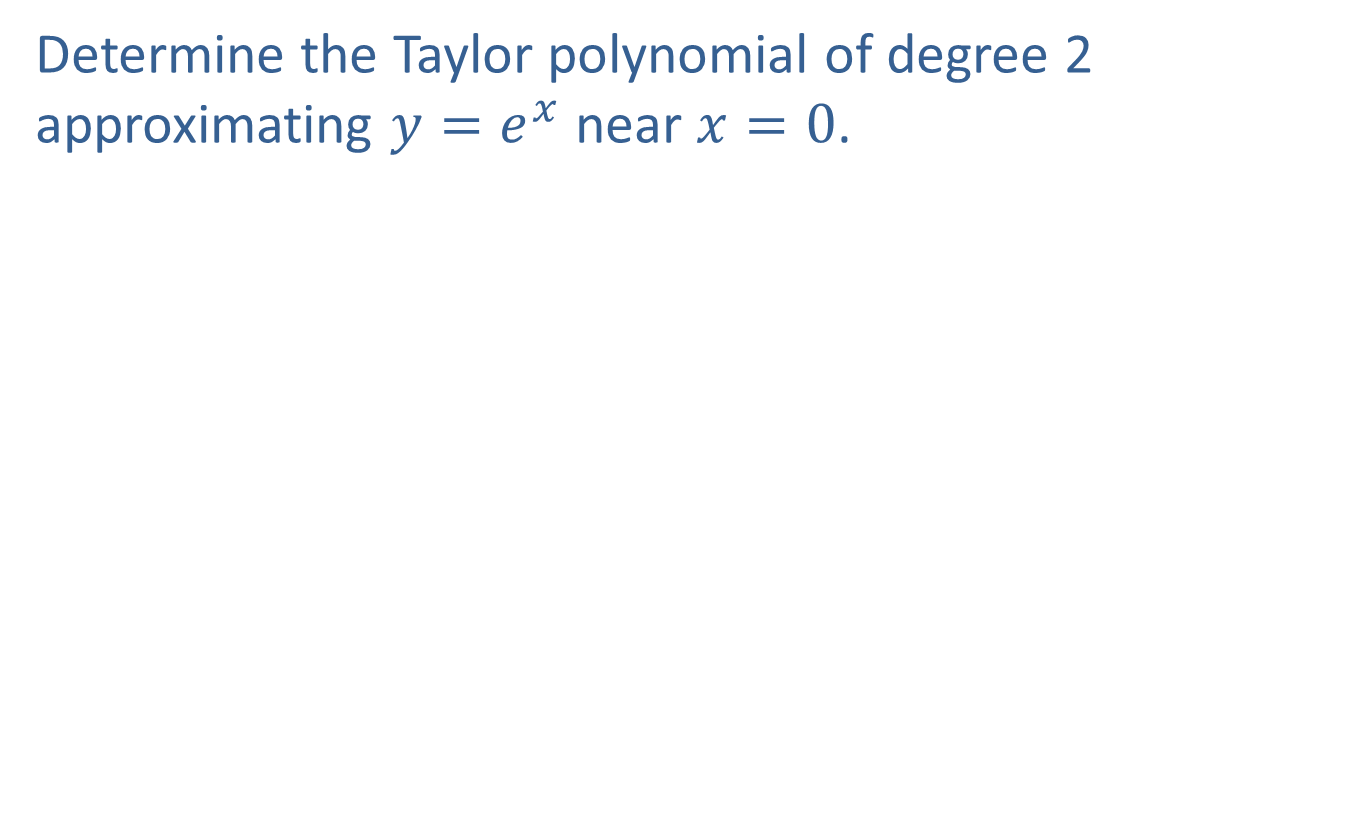 Determine the Taylor polynomial of degree 2
approximating $y = e^x$ near $x = 0$.